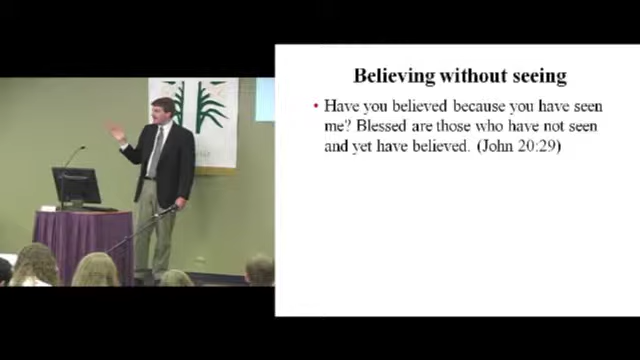 Believing without seeing
• Have you believed because you have seen
me? Blessed are those who have not seen
and yet have believed. (John 20:29)